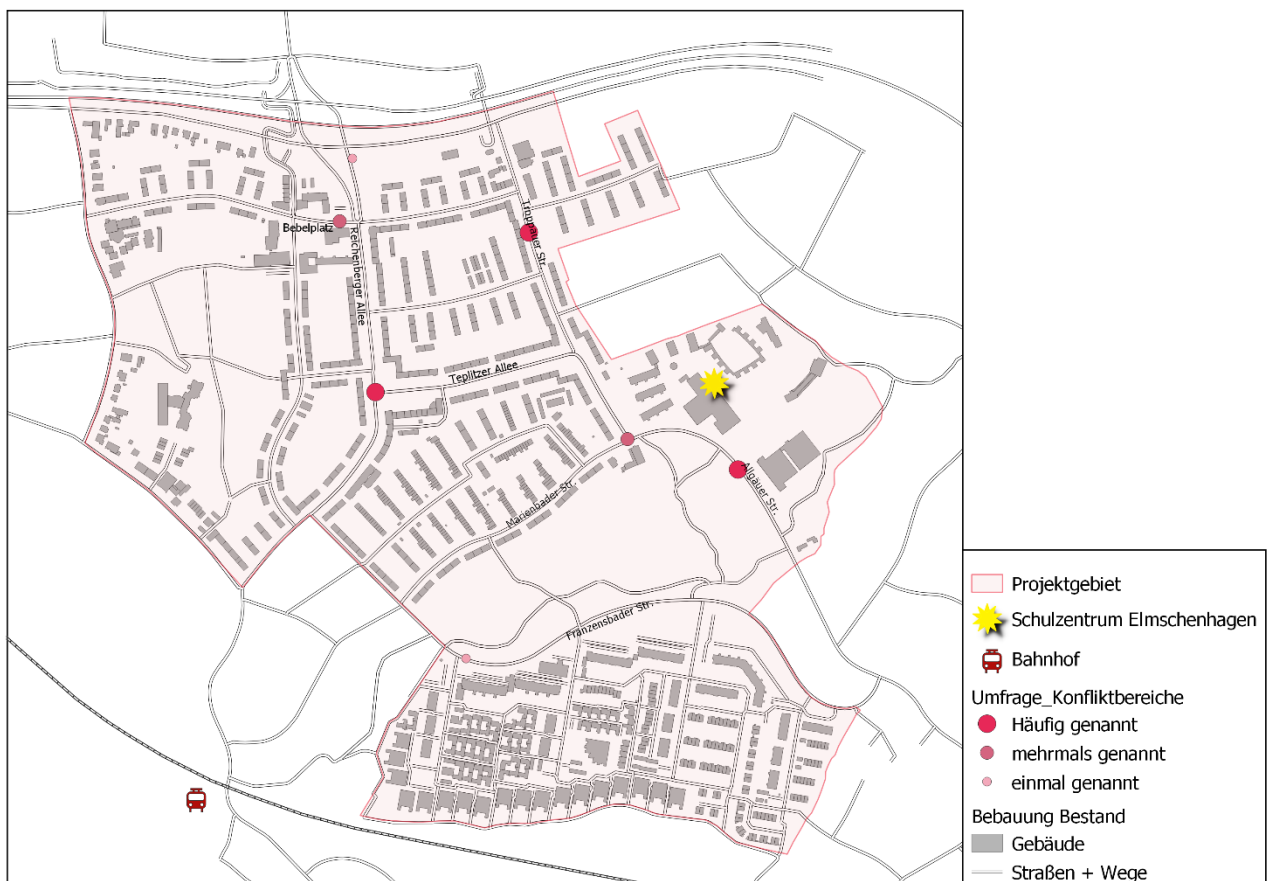 Troppauer Str.
Bebelplatz
Reichenberger Allee
Teplitzer Allee
Allgäuer Str.
Marienbader Str.
Franzensbader Str.
Projektgebiet
Schulzentrum Elmschenhagen
Bahnhof
Umfrage_Konfliktbereiche
Häufig genannt
mehrmals genannt
einmal genannt
Bebauung Bestand
Gebäude
Straßen + Wege